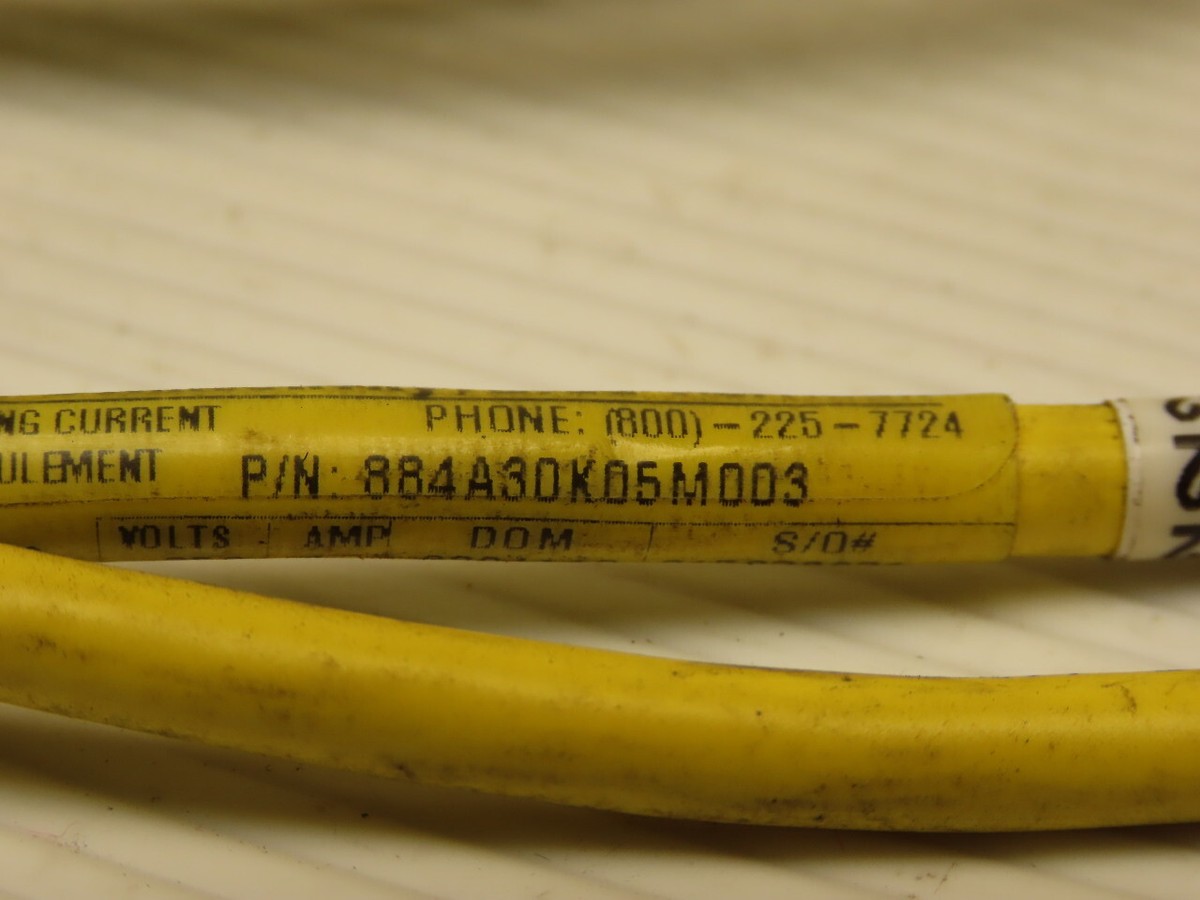 NG CURRENT PHONE: (800)-225-7724
ULEMENT P/N: 884A30K05M003
VOLTS AMP DOM S/O#